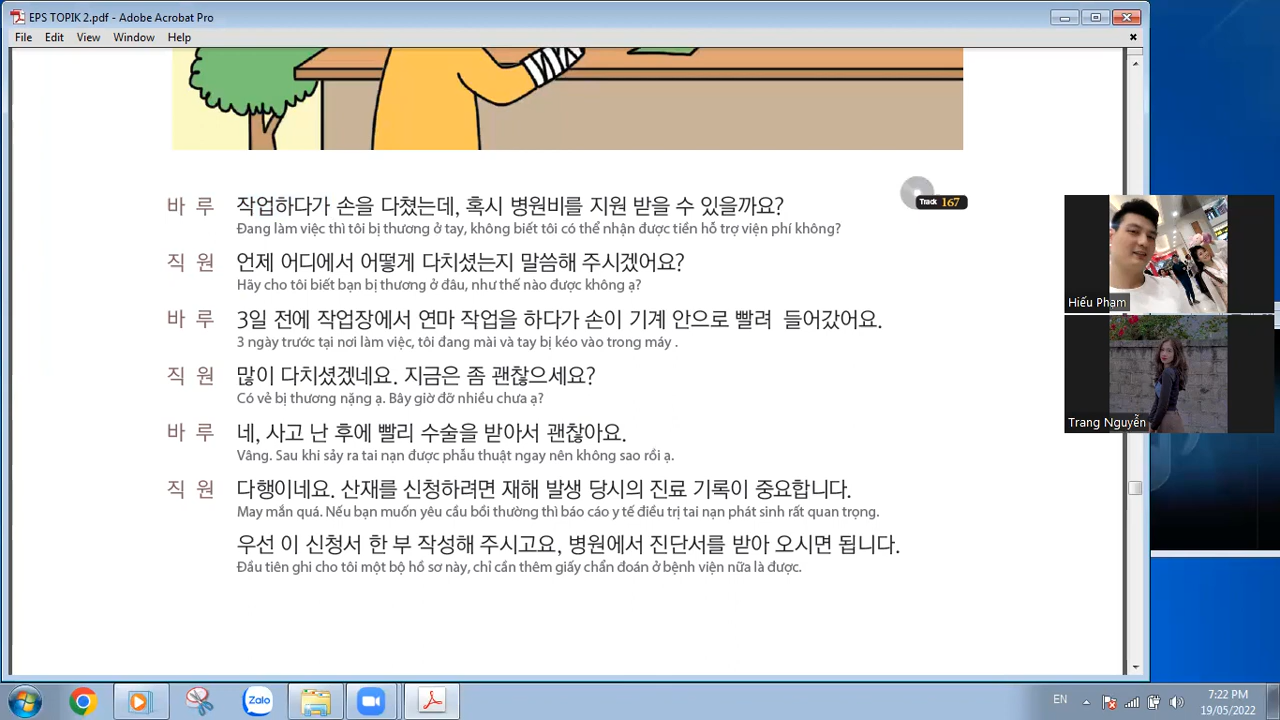 EPS TOPIK 2.pdf - Adobe Acrobat Pro
File Edit View Window Help
Track 167
바 루 작업하다가 손을 다쳤는데, 혹시 병원비를 지원 받을 수 있을까요?
Đang làm việc thì tôi bị thương ở tay, không biết tôi có thể nhận được tiền hỗ trợ viện phí không?
직 원 언제 어디에서 어떻게 다치셨는지 말씀해 주시겠어요?
Hãy cho tôi biết bạn bị thương ở đâu, như thế nào được không ạ?
바 루 3일 전에 작업장에서 연마 작업을 하다가 손이 기계 안으로 빨려 들어갔어요.
3 ngày trước tại nơi làm việc, tôi đang mài và tay bị kéo vào trong máy .
직 원 많이 다치셨겠네요. 지금은 좀 괜찮으세요?
Có vẻ bị thương nặng ạ. Bây giờ đỡ nhiều chưa ạ?
바 루 네, 사고 난 후에 빨리 수술을 받아서 괜찮아요.
Vâng. Sau khi sảy ra tai nạn được phẫu thuật ngay nên không sao rồi ạ.
직 원 다행이네요. 산재를 신청하려면 재해 발생 당시의 진료 기록이 중요합니다.
May mắn quá. Nếu bạn muốn yêu cầu bồi thường thì báo cáo y tế điều trị tai nạn phát sinh rất quan trọng.
우선 이 신청서 한 부 작성해 주시고요, 병원에서 진단서를 받아 오시면 됩니다.
Đầu tiên ghi cho tôi một bộ hồ sơ này, chỉ cần thêm giấy chẩn đoán ở bệnh viện nữa là được.
Hiếu Phạm
Trang Nguyễn
Zalo
EN
7:22 PM
19/05/2022